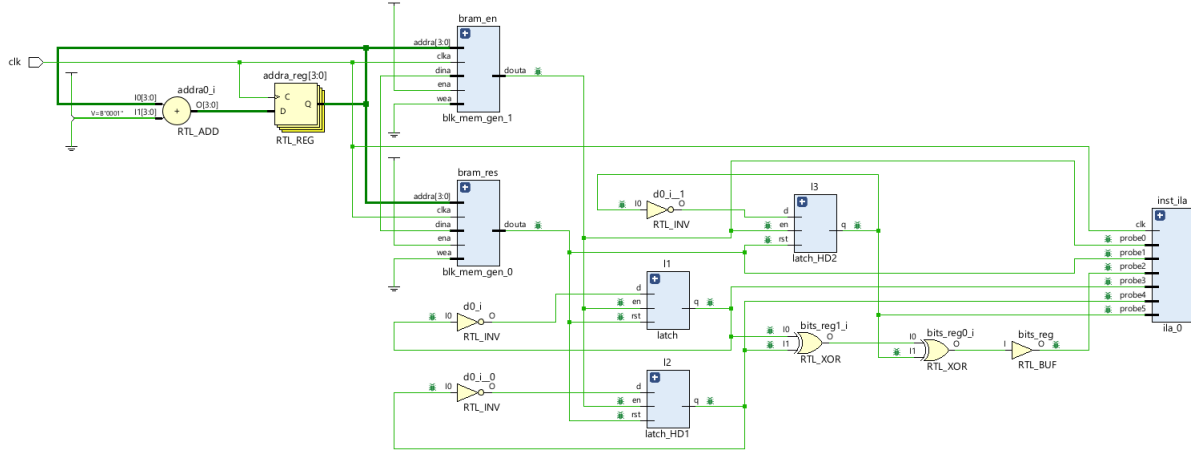 clk
I0[3:0]
V=B"0001"
I1[3:0]
addra0_i
+
O[3:0]
RTL_ADD
addra_reg[3:0]
C
D
Q
RTL_REG
bram_en
addra[3:0]
clka
dina
ena
wea
douta
blk_mem_gen_1
bram_res
addra[3:0]
clka
dina
ena
wea
douta
blk_mem_gen_0
d0_i
I0
O
RTL_INV
d0_i__0
I0
O
RTL_INV
l1
d
en
rst
q
latch
l2
d
en
rst
q
latch_HD1
d0_i__1
I0
O
RTL_INV
l3
d
en
rst
q
latch_HD2
bits_reg1_i
I0
I1
O
RTL_XOR
bits_reg0_i
I0
I1
O
RTL_XOR
bits_reg
I
O
RTL_BUF
inst_ila
clk
probe0
probe1
probe2
probe3
probe4
probe5
ila_0